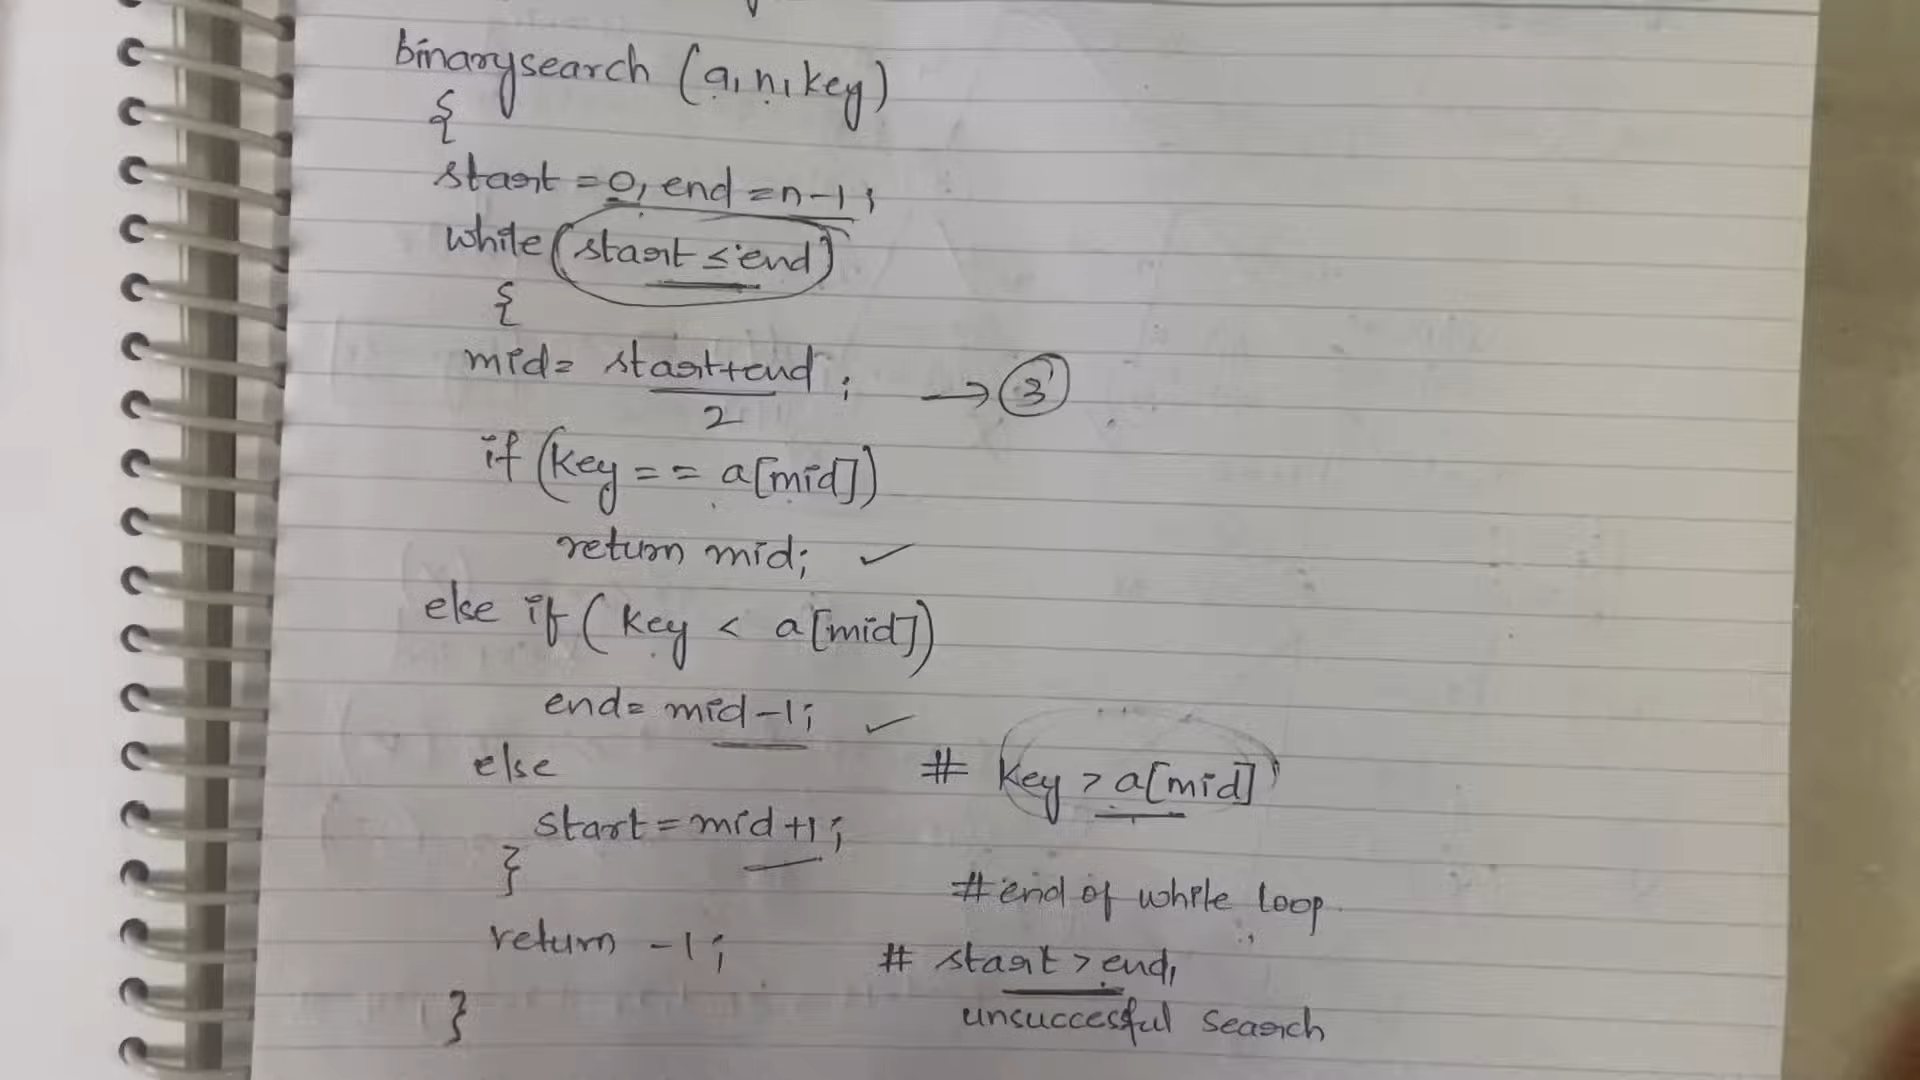 binarysearch (a, n, key)
{
start = 0, end = n-1;
while (start ≤ end)
{
mid = start+end ; → 3
2
if (key == a[mid])
return mid; ✓
else if (key < a[mid])
end = mid-1; ✓
else # key > a[mid]
start = mid+1;
} # end of while loop.
return -1; # start > end,
unsuccessful search
}